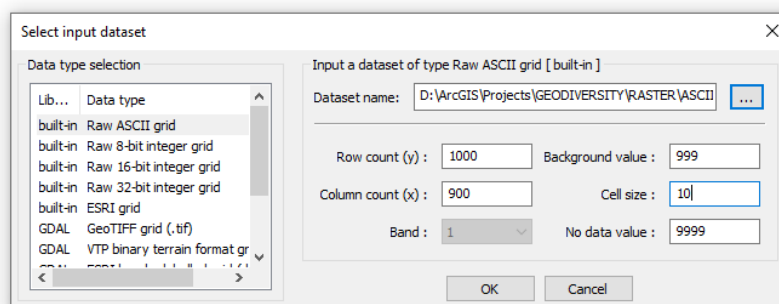 Select input dataset
Data type selection
Lib... Data type
built-in Raw ASCII grid
built-in Raw 8-bit integer grid
built-in Raw 16-bit integer grid
built-in Raw 32-bit integer grid
built-in ESRI grid
GDAL GeoTIFF grid (.tif)
GDAL VTP binary terrain format gr
Input a dataset of type Raw ASCII grid [ built-in ]
Dataset name: D:\ArcGIS\Projects\GEODIVERSITY\RASTER\ASCII ...
Row count (y) : 1000 Background value : 999
Column count (x) : 900 Cell size : 10
Band : 1 No data value : 9999
OK Cancel